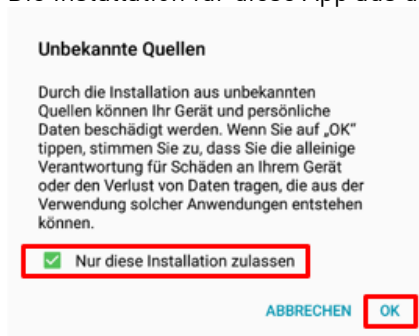 Unbekannte Quellen
Durch die Installation aus unbekannten
Quellen können Ihr Gerät und persönliche
Daten beschädigt werden. Wenn Sie auf „OK“
tippen, stimmen Sie zu, dass Sie die alleinige
Verantwortung für Schäden an Ihrem Gerät
oder den Verlust von Daten tragen, die aus der
Verwendung solcher Anwendungen entstehen
können.
Nur diese Installation zulassen
ABBRECHEN OK